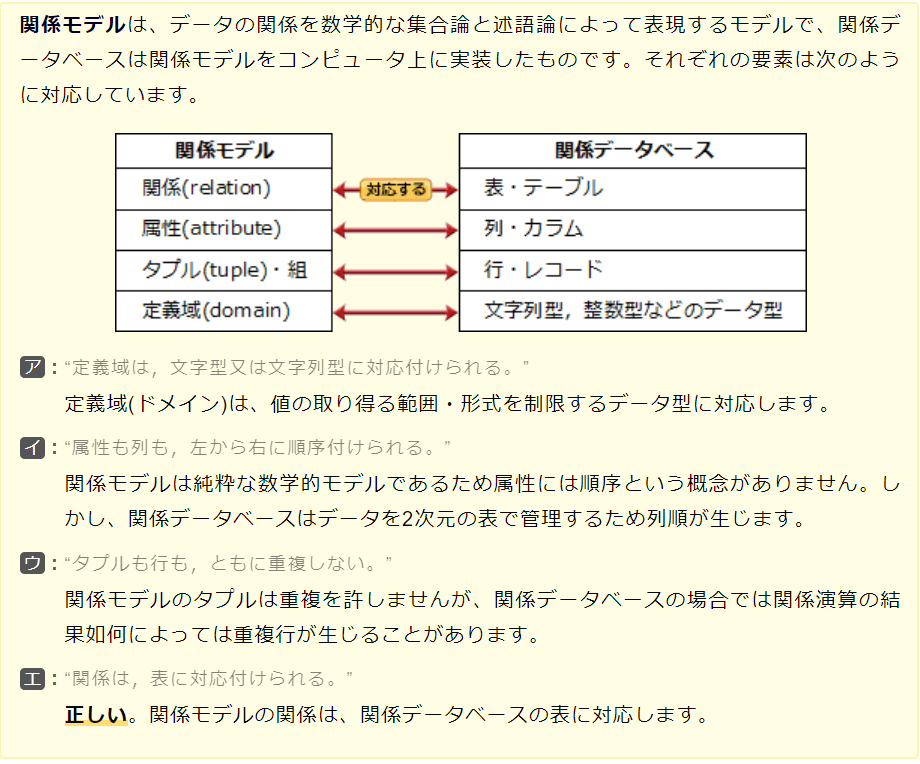 関係モデルは、データの関係を数学的な集合論と述語論によって表現するモデルで、関係デ
ータベースは関係モデルをコンピュータ上に実装したものです。それぞれの要素は次のよう
に対応しています。
関係モデル 関係データベース
関係(relation) 対応する 表・テーブル
属性(attribute) 列・カラム
タプル(tuple)・組 行・レコード
定義域(domain) 文字列型，整数型などのデータ型
ア：“定義域は，文字型又は文字列型に対応付けられる。”
定義域(ドメイン)は、値の取り得る範囲・形式を制限するデータ型に対応します。
イ：“属性も列も，左から右に順序付けられる。”
関係モデルは純粋な数学的モデルであるため属性には順序という概念がありません。し
かし、関係データベースはデータを2次元の表で管理するため列順が生じます。
ウ：“タプルも行も，ともに重複しない。”
関係モデルのタプルは重複を許しませんが、関係データベースの場合では関係演算の結
果如何によっては重複行が生じることがあります。
エ：“関係は，表に対応付けられる。”
正しい。関係モデルの関係は、関係データベースの表に対応します。